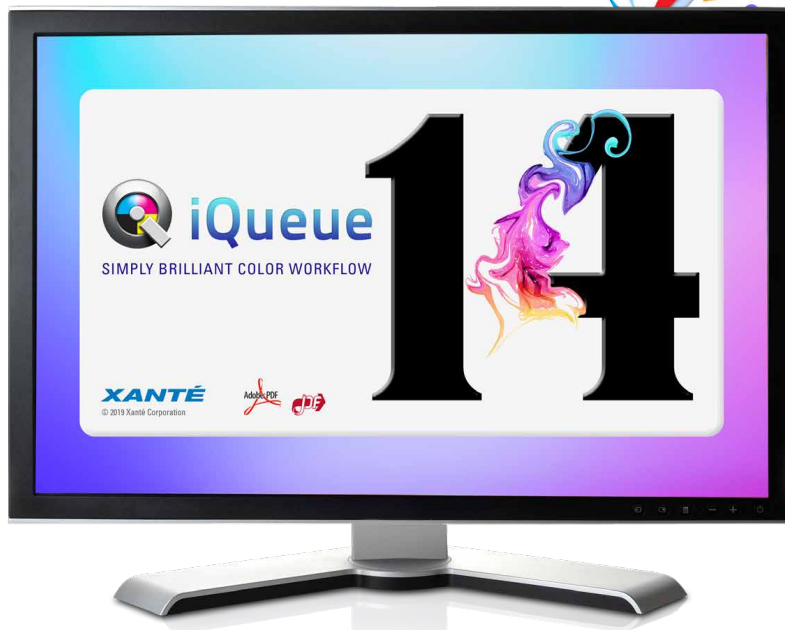 iQueue
14
SIMPLY BRILLIANT COLOR WORKFLOW
XANTÉ
© 2019 Xanté Corporation
Adobe PDF
JDF